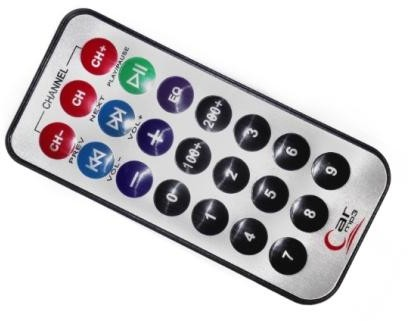 CHANNEL
CH- CH CH+
PREV NEXT PLAY/PAUSE
VOL- VOL+ EQ
0 100+ 200+
1 2 3
4 5 6
7 8 9
Car
mp3